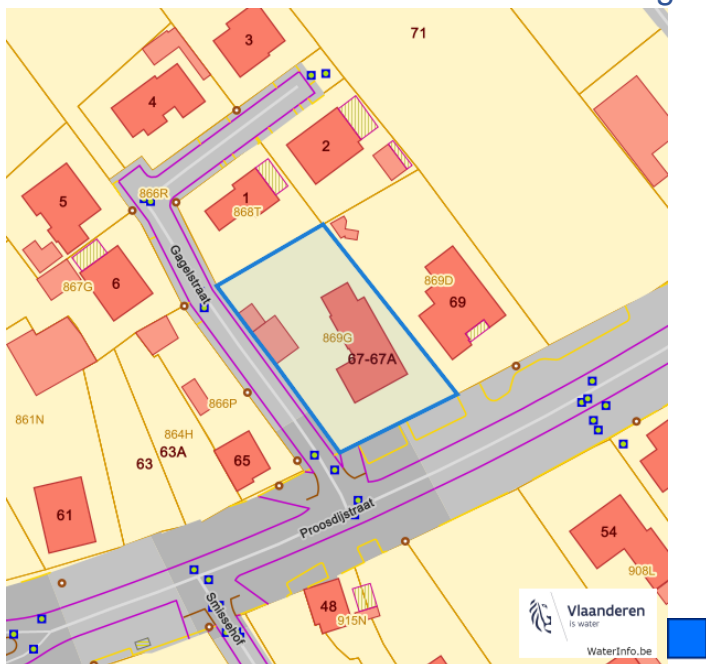 3
71
4
2
866R
1
868T
5
Gagelstraat
6
867G
869D
69
869G
67-67A
866P
861N
864H
63A
63
65
61
Proosdijstraat
54
908L
Smissehof
48
915N
Vlaanderen
is water
WaterInfo.be